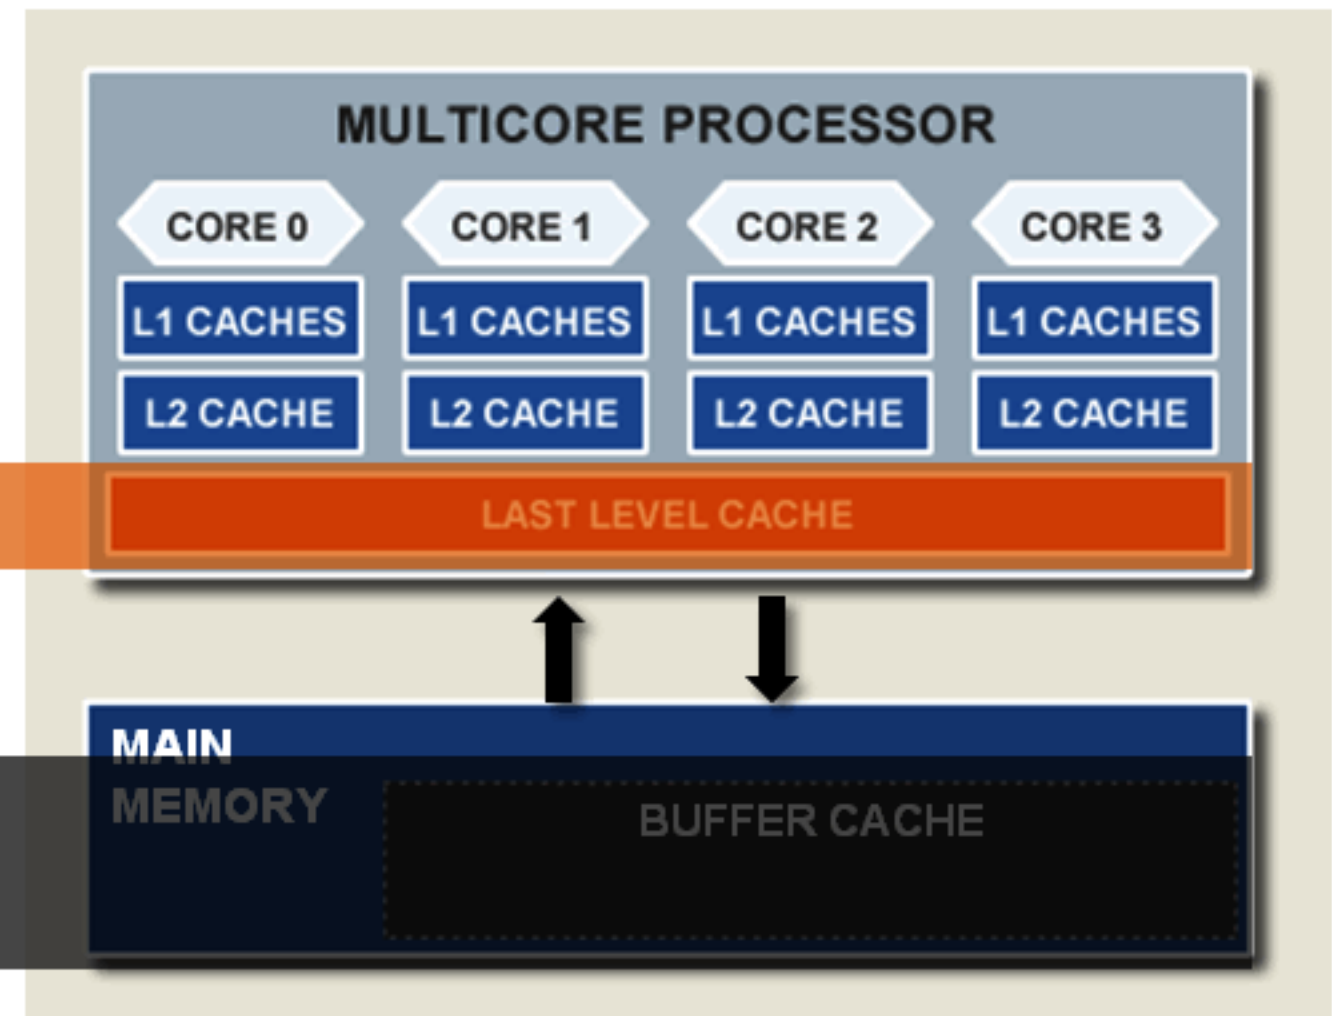 MULTICORE PROCESSOR
CORE 0 CORE 1 CORE 2 CORE 3
L1 CACHES L1 CACHES L1 CACHES L1 CACHES
L2 CACHE L2 CACHE L2 CACHE L2 CACHE
LAST LEVEL CACHE
MAIN
MEMORY
BUFFER CACHE